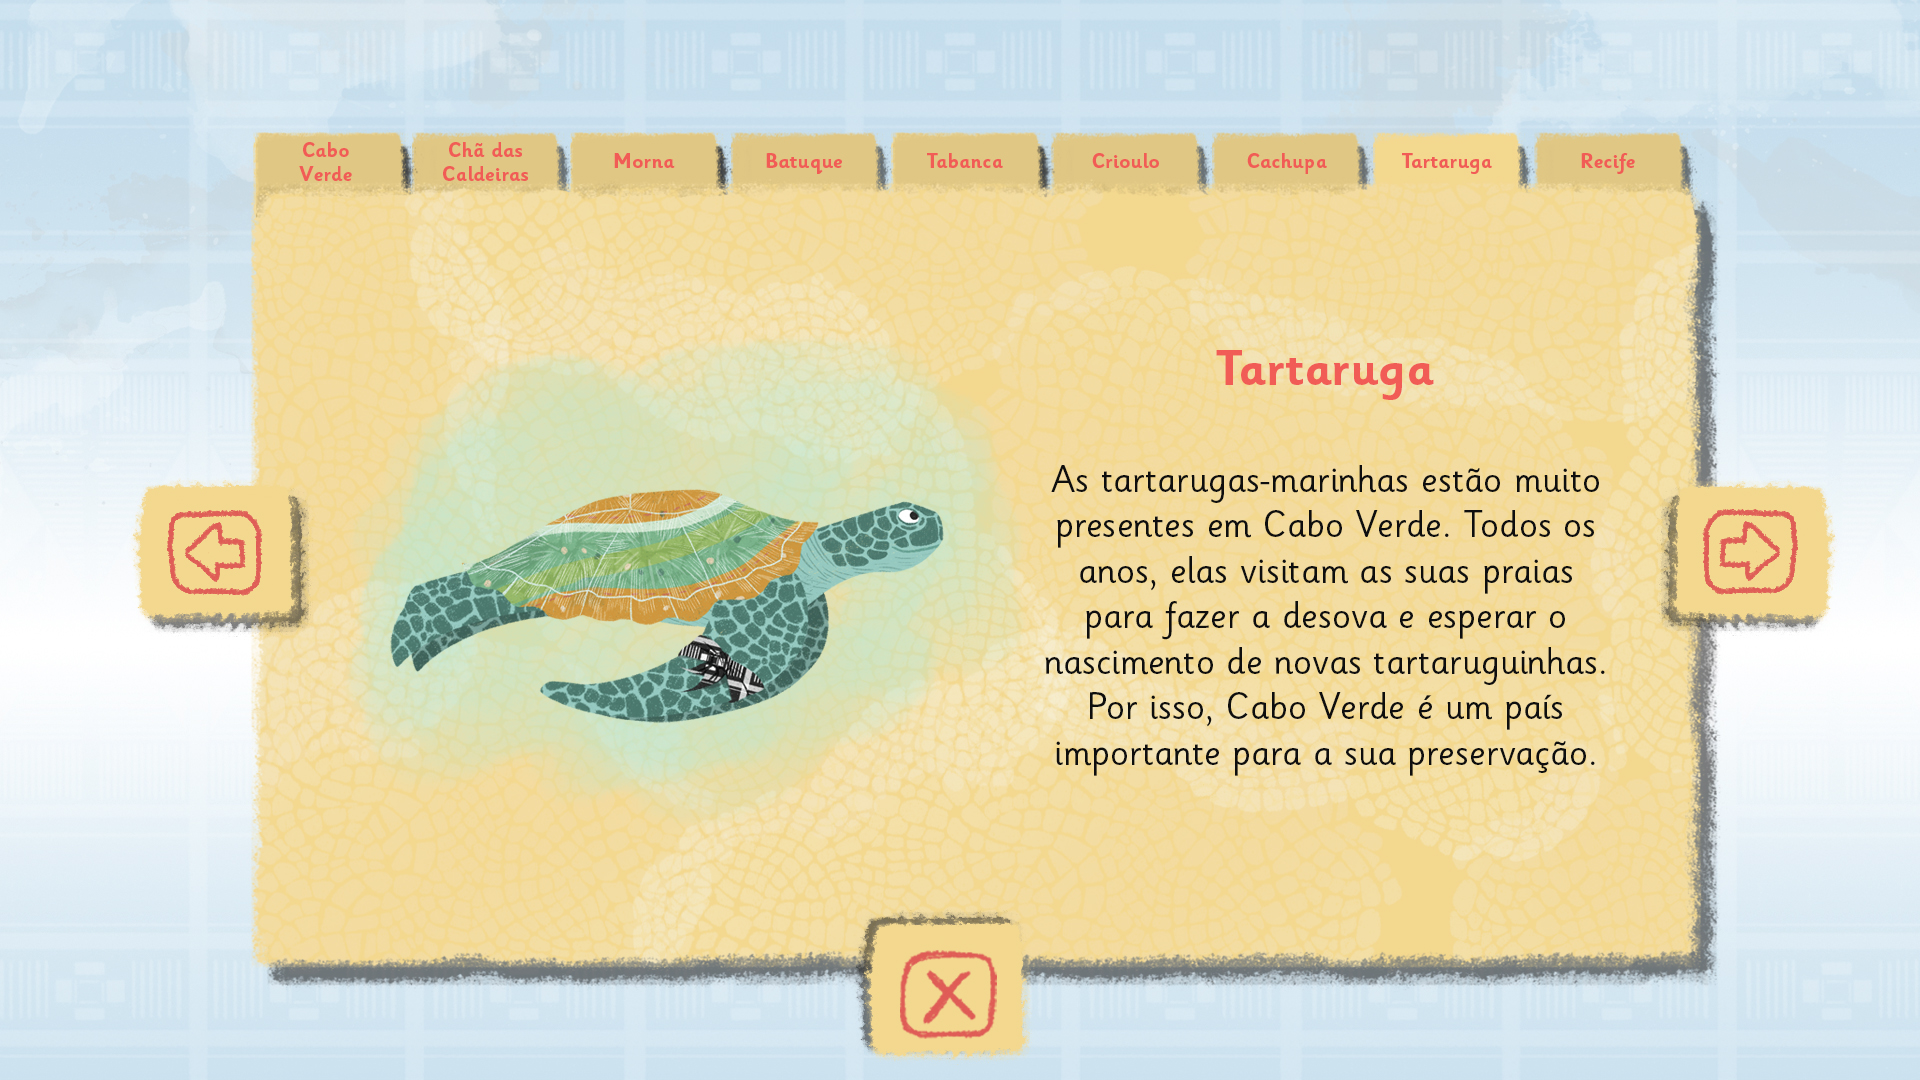 Cabo
Verde
Chã das
Caldeiras
Morna
Batuque
Tabanca
Crioulo
Cachupa
Tartaruga
Recife
Tartaruga
As tartarugas-marinhas estão muito
presentes em Cabo Verde. Todos os
anos, elas visitam as suas praias
para fazer a desova e esperar o
nascimento de novas tartaruguinhas.
Por isso, Cabo Verde é um país
importante para a sua preservação.